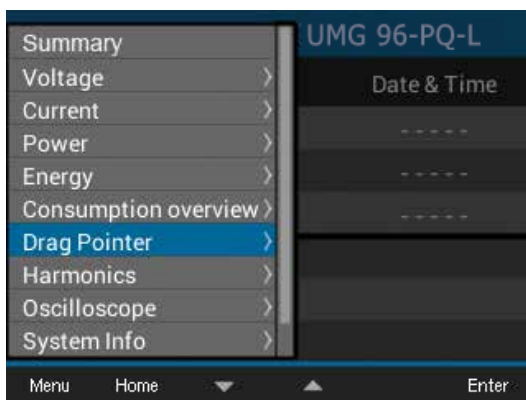 UMG 96-PQ-L
Date & Time
- - - - -
- - - - -
- - - - -
Summary
Voltage
Current
Power
Energy
Consumption overview
Drag Pointer
Harmonics
Oscilloscope
System Info
Menu Home Enter